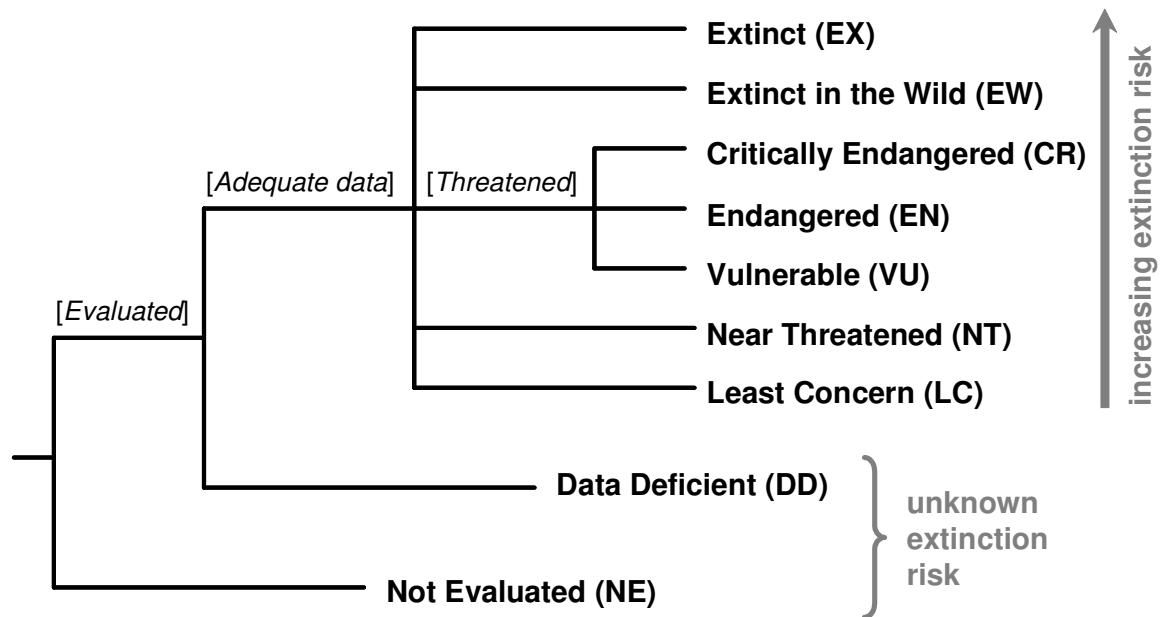 Extinct (EX)
Extinct in the Wild (EW)
Critically Endangered (CR)
[Adequate data]
[Threatened]
Endangered (EN)
Vulnerable (VU)
[Evaluated]
Near Threatened (NT)
Least Concern (LC)
increasing extinction risk
Data Deficient (DD)
unknown
extinction
risk
Not Evaluated (NE)